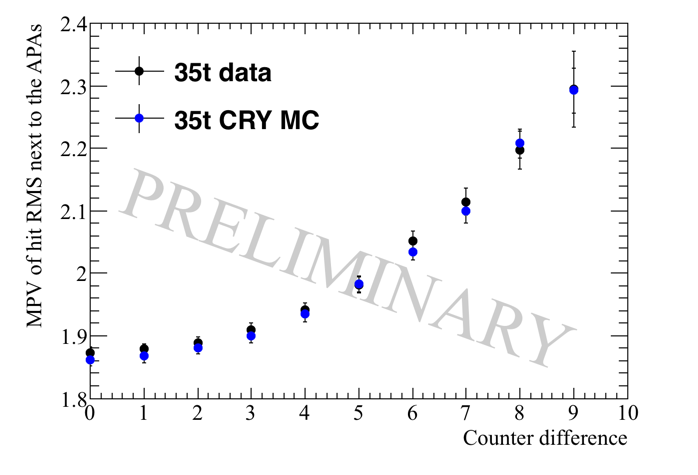 MPV of hit RMS next to the APAs
2.4
2.3
2.2
2.1
2
1.9
1.8
35t data
35t CRY MC
PRELIMINARY
0 1 2 3 4 5 6 7 8 9 10
Counter difference